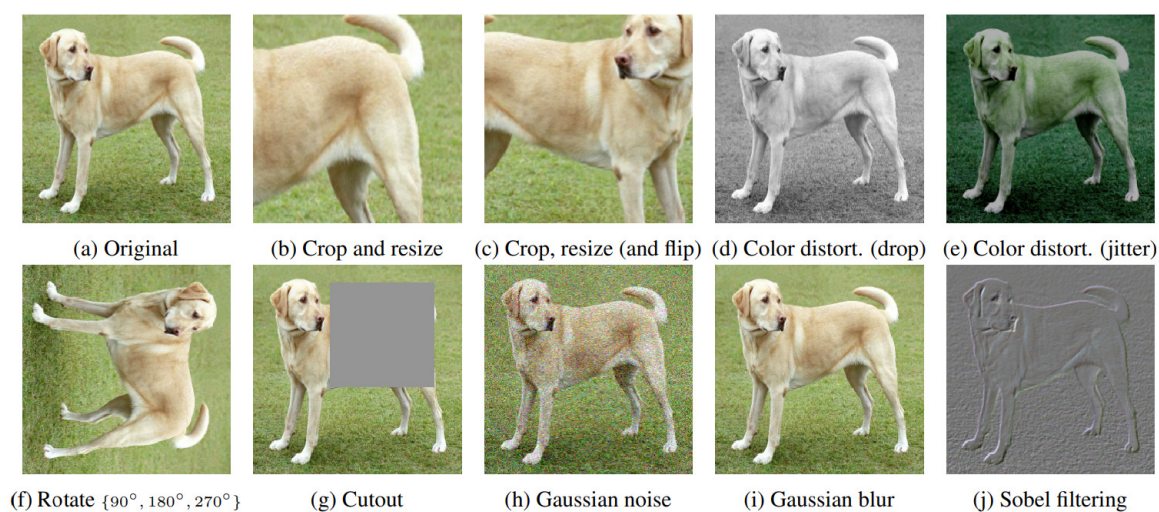 (a) Original
(b) Crop and resize
(c) Crop, resize (and flip)
(d) Color distort. (drop)
(e) Color distort. (jitter)
(f) Rotate {90°, 180°, 270°}
(g) Cutout
(h) Gaussian noise
(i) Gaussian blur
(j) Sobel filtering